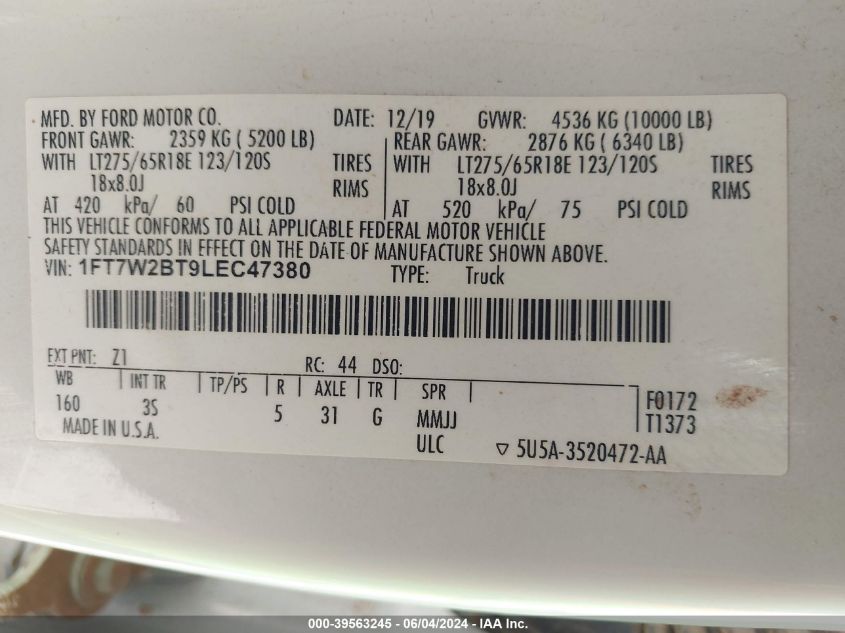 MFD. BY FORD MOTOR CO. DATE: 12/19 GVWR: 4536 KG (10000 LB)
FRONT GAWR: 2359 KG ( 5200 LB) REAR GAWR: 2876 KG ( 6340 LB)
WITH LT275/65R18E 123/120S TIRES WITH LT275/65R18E 123/120S TIRES
18x8.0J RIMS 18x8.0J RIMS
AT 420 kPa/ 60 PSI COLD AT 520 kPa/ 75 PSI COLD
THIS VEHICLE CONFORMS TO ALL APPLICABLE FEDERAL MOTOR VEHICLE
SAFETY STANDARDS IN EFFECT ON THE DATE OF MANUFACTURE SHOWN ABOVE.
VIN: 1FT7W2BT9LEC47380 TYPE: Truck
EXT PNT: Z1 RC: 44 DSO:
WB INT TR TP/PS R AXLE TR SPR
160 3S 5 31 G MMJJ F0172
MADE IN U.S.A. ULC T1373
▽ 5U5A-3520472-AA
000-39563245 - 06/04/2024 - IAA Inc.